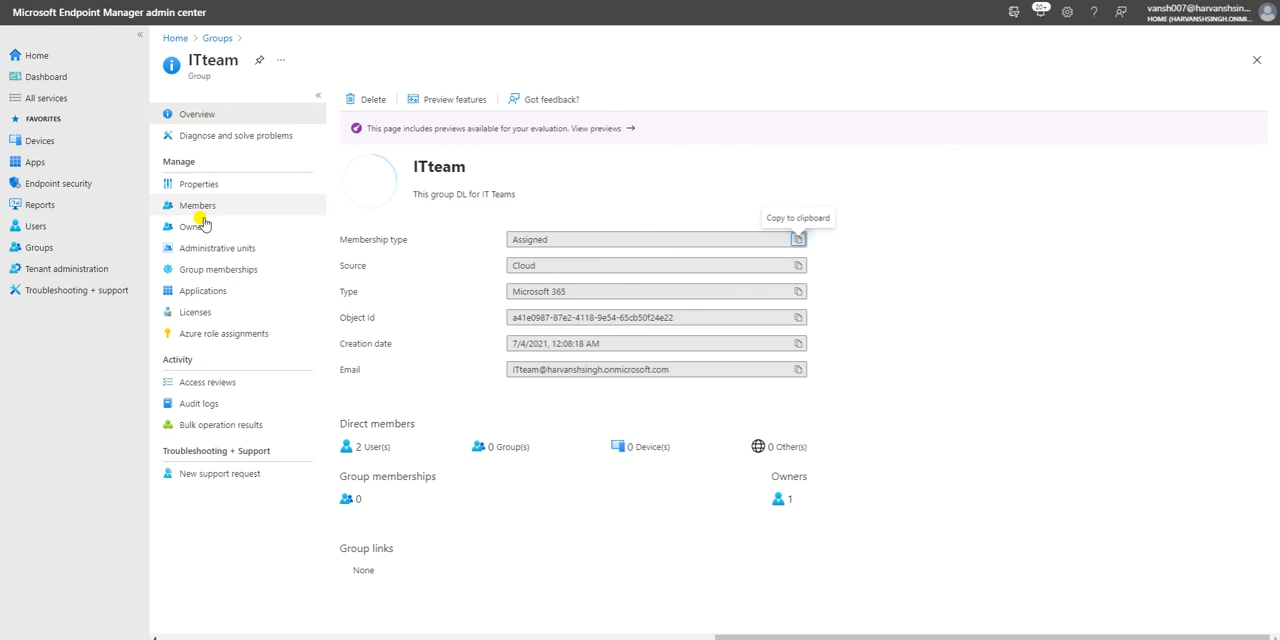 Microsoft Endpoint Manager admin center
20+
vansh007@harvanshsin...
HOME (HARVANSHSINGH.ONMI...
Home
Dashboard
All services
FAVORITES
Devices
Apps
Endpoint security
Reports
Users
Groups
Tenant administration
Troubleshooting + support
Home > Groups >
ITteam
Group
Overview
Diagnose and solve problems
Manage
Properties
Members
Administrative units
Group memberships
Applications
Licenses
Azure role assignments
Activity
Access reviews
Audit logs
Bulk operation results
Troubleshooting + Support
New support request
Delete
Preview features
Got feedback?
This page includes previews available for your evaluation. View previews →
ITteam
This group DL for IT Teams
Copy to clipboard
Membership type
Assigned
Source
Cloud
Type
Microsoft 365
Object Id
a41e0987-87e2-4118-9e54-65cb50f24e22
Creation date
7/4/2021, 12:08:18 AM
Email
ITteam@harvanshsingh.onmicrosoft.com
Direct members
2 User(s)
0 Group(s)
0 Device(s)
0 Other(s)
Group memberships
0
Owners
1
Group links
None